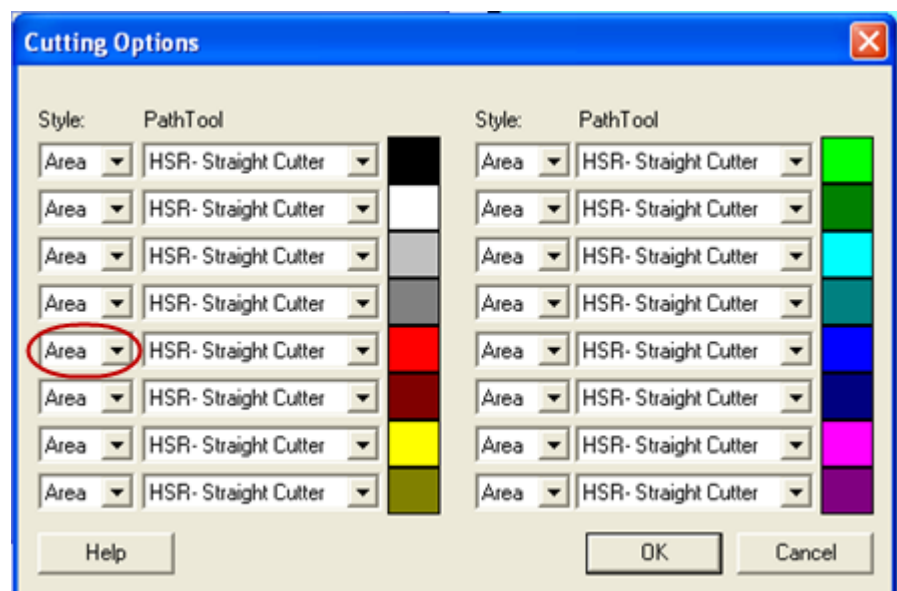 Cutting Options
Style: PathTool Style: PathTool
Area HSR- Straight Cutter Area HSR- Straight Cutter
Area HSR- Straight Cutter Area HSR- Straight Cutter
Area HSR- Straight Cutter Area HSR- Straight Cutter
Area HSR- Straight Cutter Area HSR- Straight Cutter
Area HSR- Straight Cutter Area HSR- Straight Cutter
Area HSR- Straight Cutter Area HSR- Straight Cutter
Area HSR- Straight Cutter Area HSR- Straight Cutter
Area HSR- Straight Cutter Area HSR- Straight Cutter
Help OK Cancel